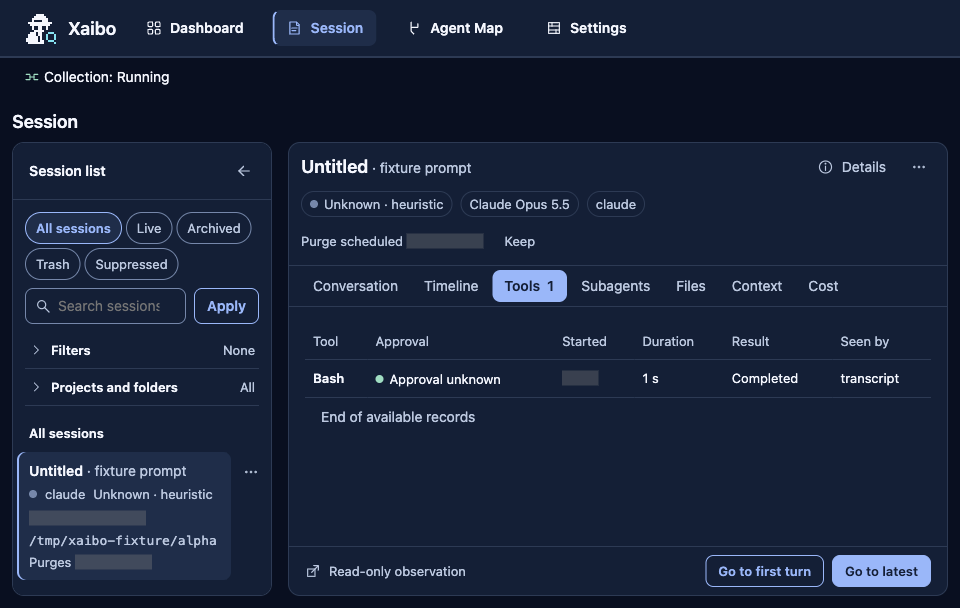 Xaibo
Dashboard
Session
Agent Map
Settings
Collection: Running
Session
Session list
All sessions
Live
Archived
Trash
Suppressed
Search sessions
Apply
Filters
None
Projects and folders
All
All sessions
Untitled · fixture prompt
claude Unknown · heuristic
/tmp/xaibo-fixture/alpha
Purges
Untitled · fixture prompt
Details
Unknown · heuristic
Claude Opus 5.5
claude
Purge scheduled
Keep
Conversation
Timeline
Tools 1
Subagents
Files
Context
Cost
Tool Approval Started Duration Result Seen by
Bash Approval unknown 1 s Completed transcript
End of available records
Read-only observation
Go to first turn
Go to latest